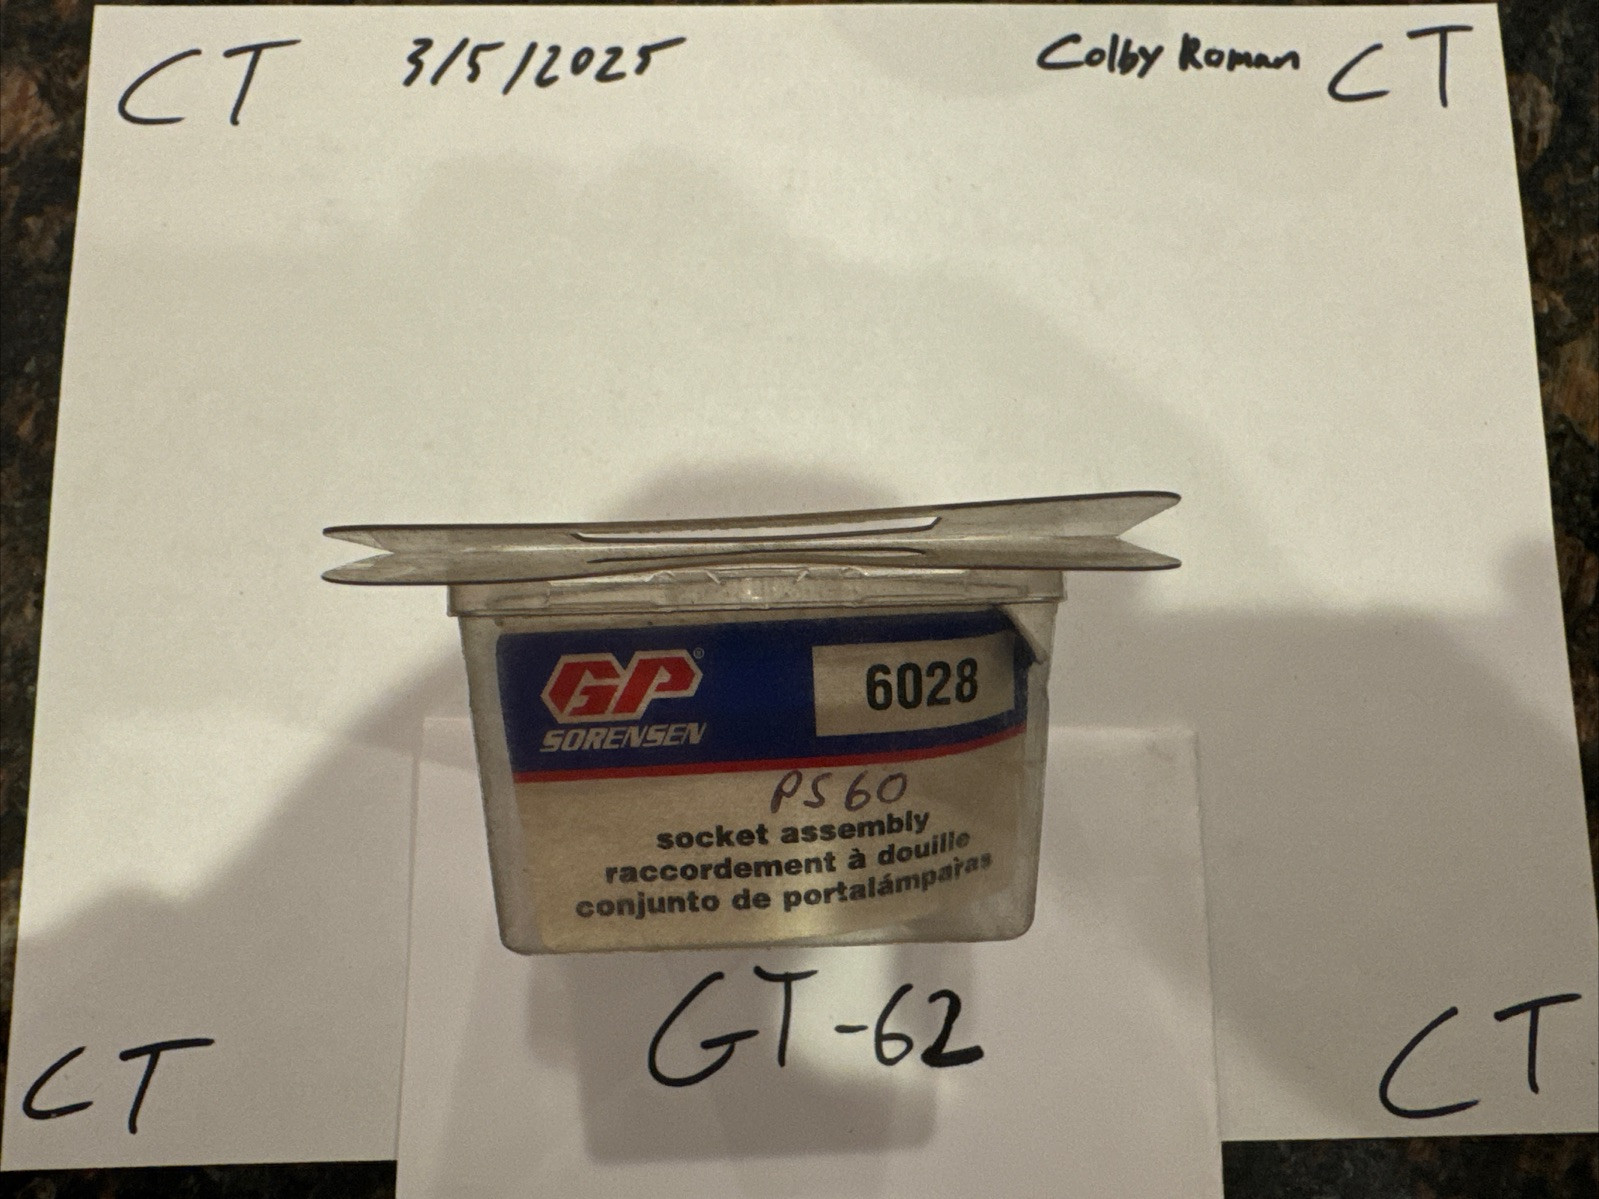 CT 3/5/2025 Colby Roman CT
GP®
SORENSEN
6028
PS60
socket assembly
raccordement à douille
conjunto de portalámparas
GT-62
CT CT